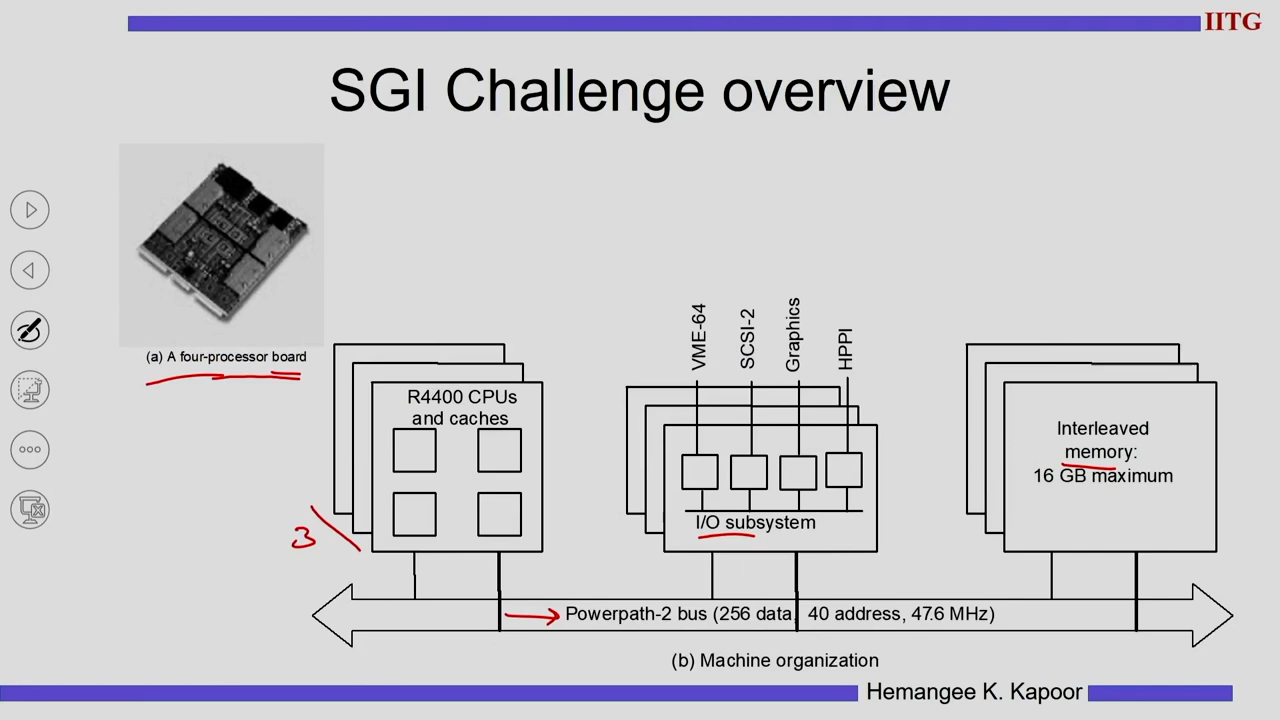 IITG
SGI Challenge overview
(a) A four-processor board
VME-64
SCSI-2
Graphics
HPPI
R4400 CPUs
and caches
I/O subsystem
Interleaved
memory:
16 GB maximum
3
Powerpath-2 bus (256 data, 40 address, 47.6 MHz)
(b) Machine organization
Hemangee K. Kapoor